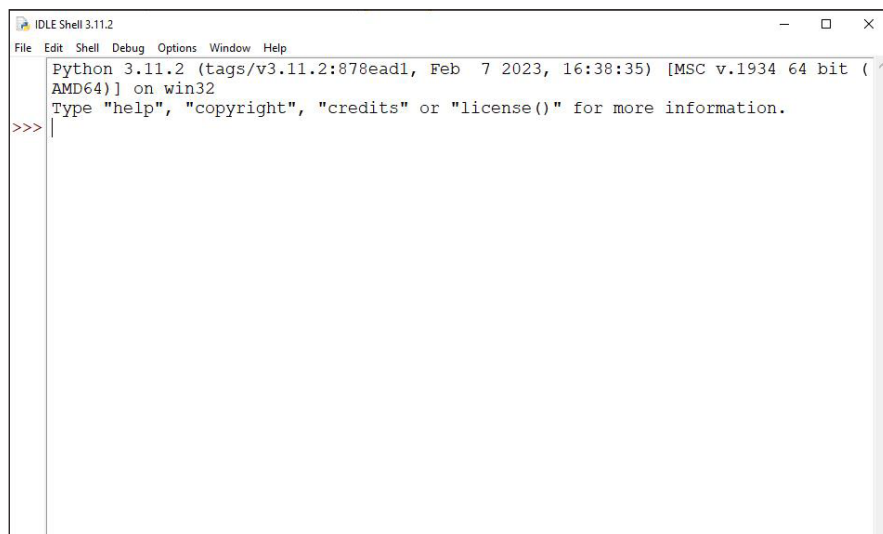 IDLE Shell 3.11.2
File Edit Shell Debug Options Window Help
Python 3.11.2 (tags/v3.11.2:878ead1, Feb  7 2023, 16:38:35) [MSC v.1934 64 bit (
AMD64)] on win32
Type "help", "copyright", "credits" or "license()" for more information.
>>>